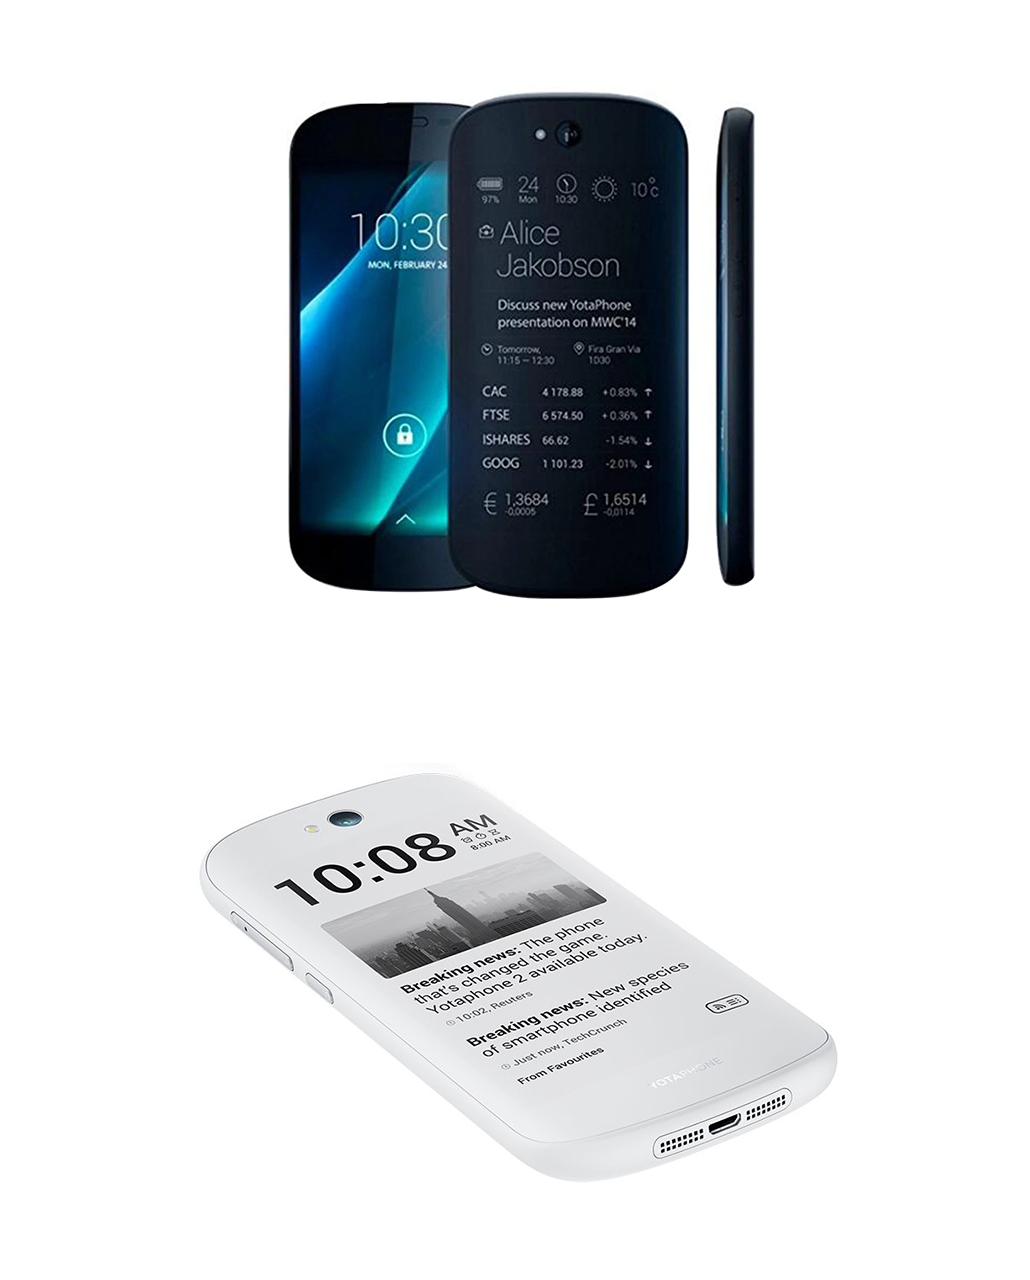 10:30
MON, FEBRUARY 24
97%
24
Mon
10:30
10°c
Alice
Jakobson
Discuss new YotaPhone
presentation on MWC'14
Tomorrow,
11:15 — 12:30
Fira Gran Via
1030
CAC 4 178.88 +0.83% ↑
FTSE 6 574.50 +0.36% ↑
ISHARES 66.62 -1.54% ↓
GOOG 1 101.23 -2.01% ↓
€ 1,3684
-0,0005
£ 1,6514
-0,0114
10:08 AM
8:00 AM
Breaking news: The phone
that's changed the game.
Yotaphone 2 available today.
10:02, Reuters
Breaking news: New species
of smartphone identified
Just now, TechCrunch
From Favourites
YOTAPHONE